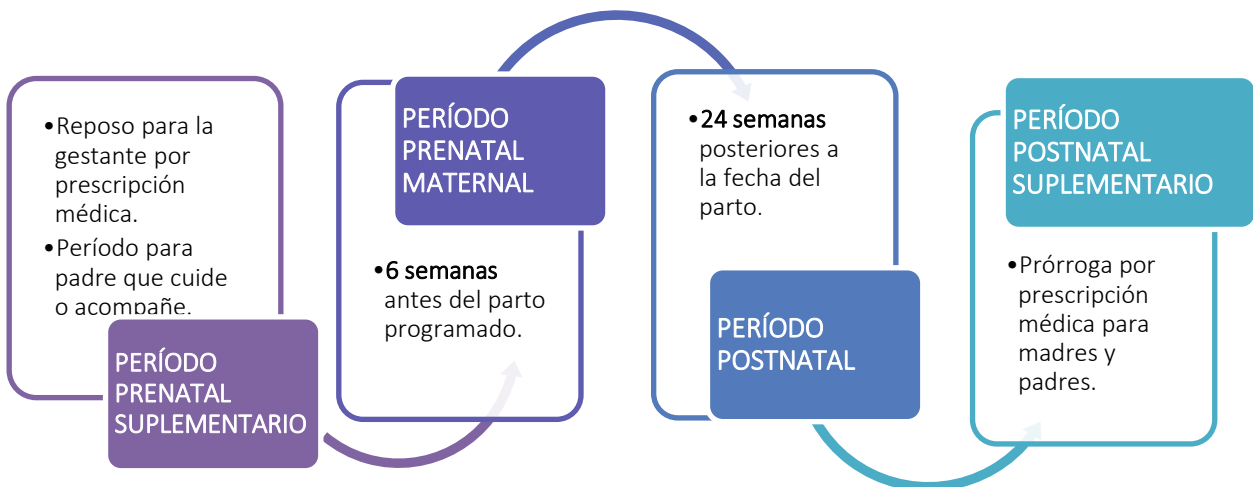 •Reposo para la
gestante por
prescripción
médica.
•Período para
padre que cuide
o acompañe.
PERÍODO
PRENATAL
SUPLEMENTARIO
PERÍODO
PRENATAL
MATERNAL
•6 semanas
antes del parto
programado.
•24 semanas
posteriores a
la fecha del
parto.
PERÍODO
POSTNATAL
PERÍODO
POSTNATAL
SUPLEMENTARIO
•Prórroga por
prescripción
médica para
madres y
padres.